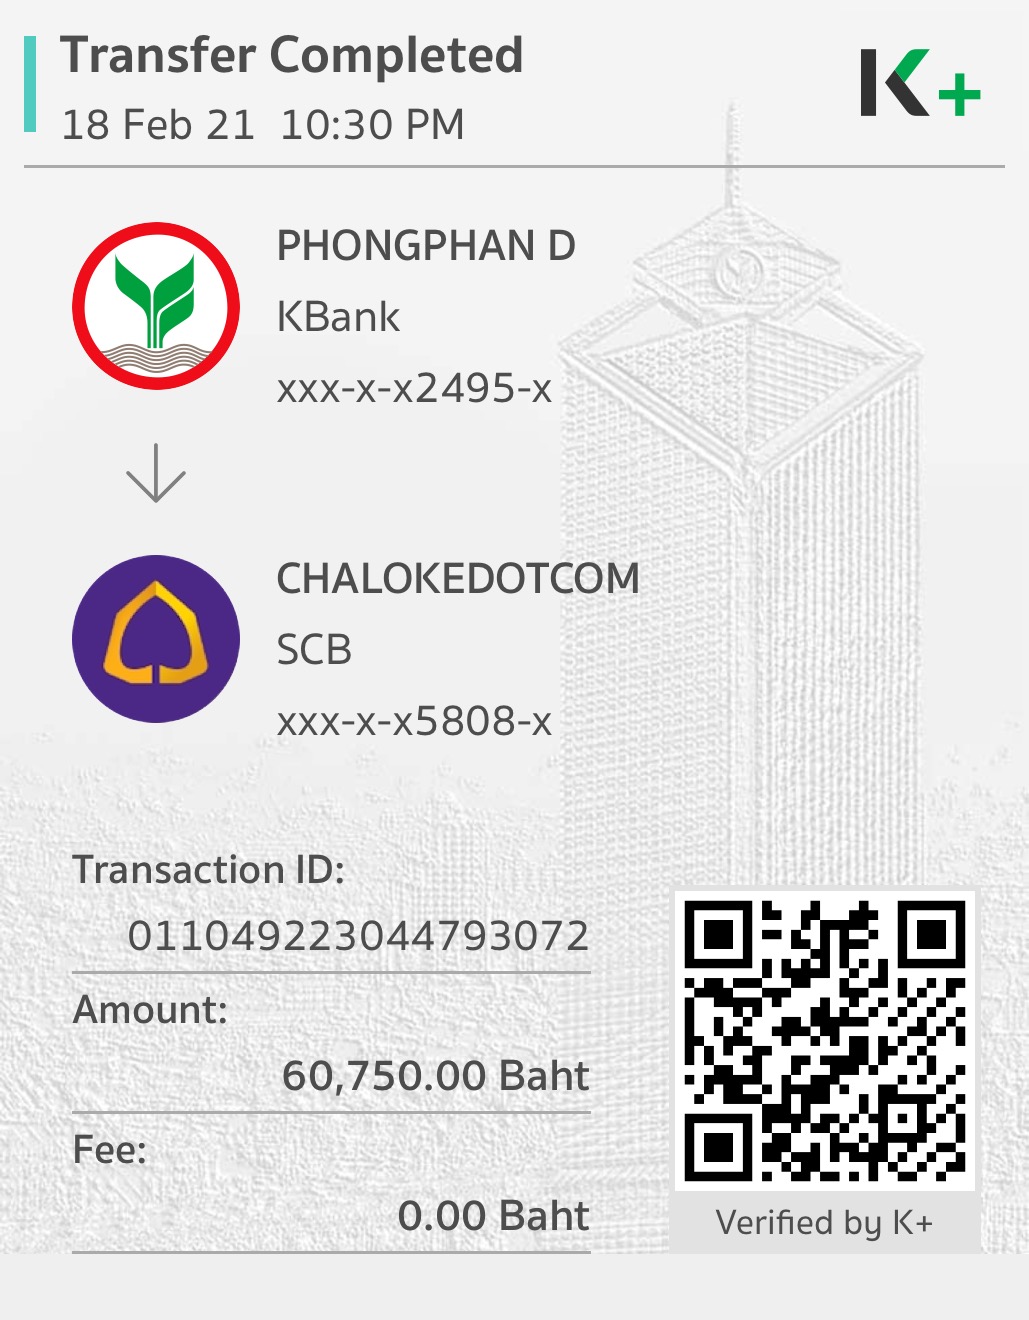 Transfer Completed
18 Feb 21 10:30 PM
K+
PHONGPHAN D
KBank
xxx-x-x2495-x
CHALOKEDOTCOM
SCB
xxx-x-x5808-x
Transaction ID:
011049223044793072
Amount:
60,750.00 Baht
Fee:
0.00 Baht
Verified by K+